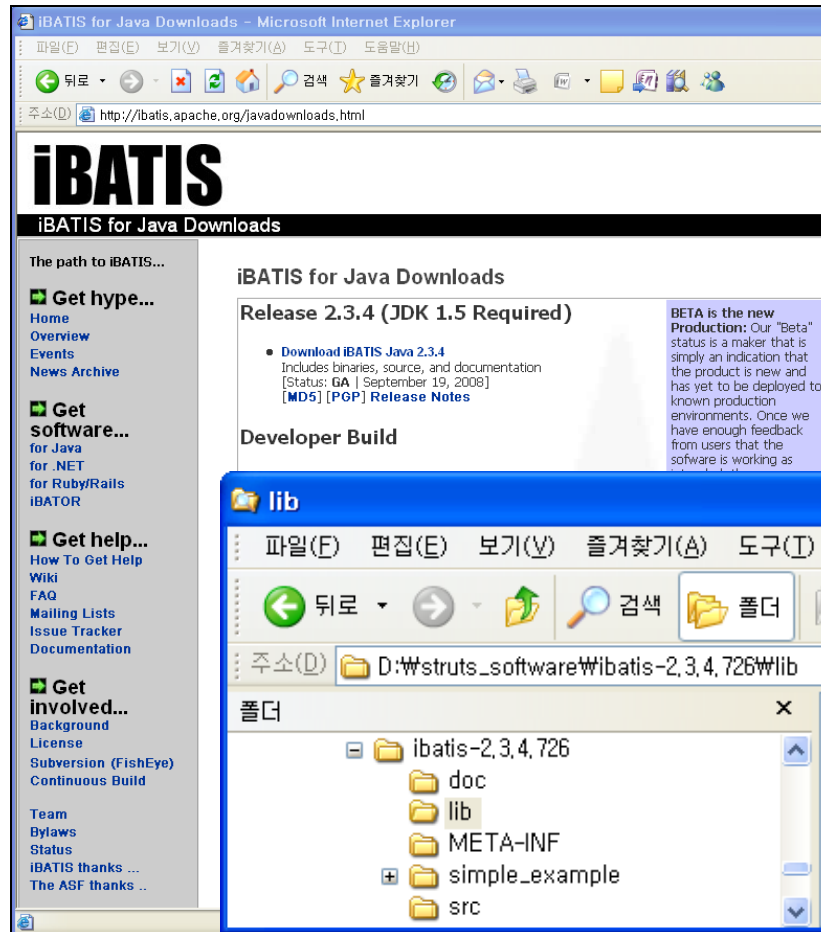 iBATIS for Java Downloads - Microsoft Internet Explorer
파일(F) 편집(E) 보기(V) 즐겨찾기(A) 도구(T) 도움말(H)
뒤로 검색 즐겨찾기
주소(D) http://ibatis.apache.org/javadownloads.html
iBATIS
iBATIS for Java Downloads
The path to iBATIS...
Get hype...
Home
Overview
Events
News Archive
Get
software...
for Java
for .NET
for Ruby/Rails
iBATOR
Get help...
How To Get Help
Wiki
FAQ
Mailing Lists
Issue Tracker
Documentation
Get
involved...
Background
License
Subversion (FishEye)
Continuous Build
Team
Bylaws
Status
iBATIS thanks ...
The ASF thanks ..
iBATIS for Java Downloads
Release 2.3.4 (JDK 1.5 Required)
Download iBATIS Java 2.3.4
Includes binaries, source, and documentation
[Status: GA | September 19, 2008]
[MD5] [PGP] Release Notes
Developer Build
BETA is the new
Production: Our "Beta"
status is a maker that is
simply an indication that
the product is new and
has yet to be deployed to
known production
environments. Once we
have enough feedback
from users that the
sofware is working as
lib
파일(F) 편집(E) 보기(V) 즐겨찾기(A) 도구(T)
뒤로 검색 폴더
주소(D) D:₩struts_software₩ibatis-2.3.4.726₩lib
폴더
ibatis-2.3.4.726
doc
lib
META-INF
simple_example
src